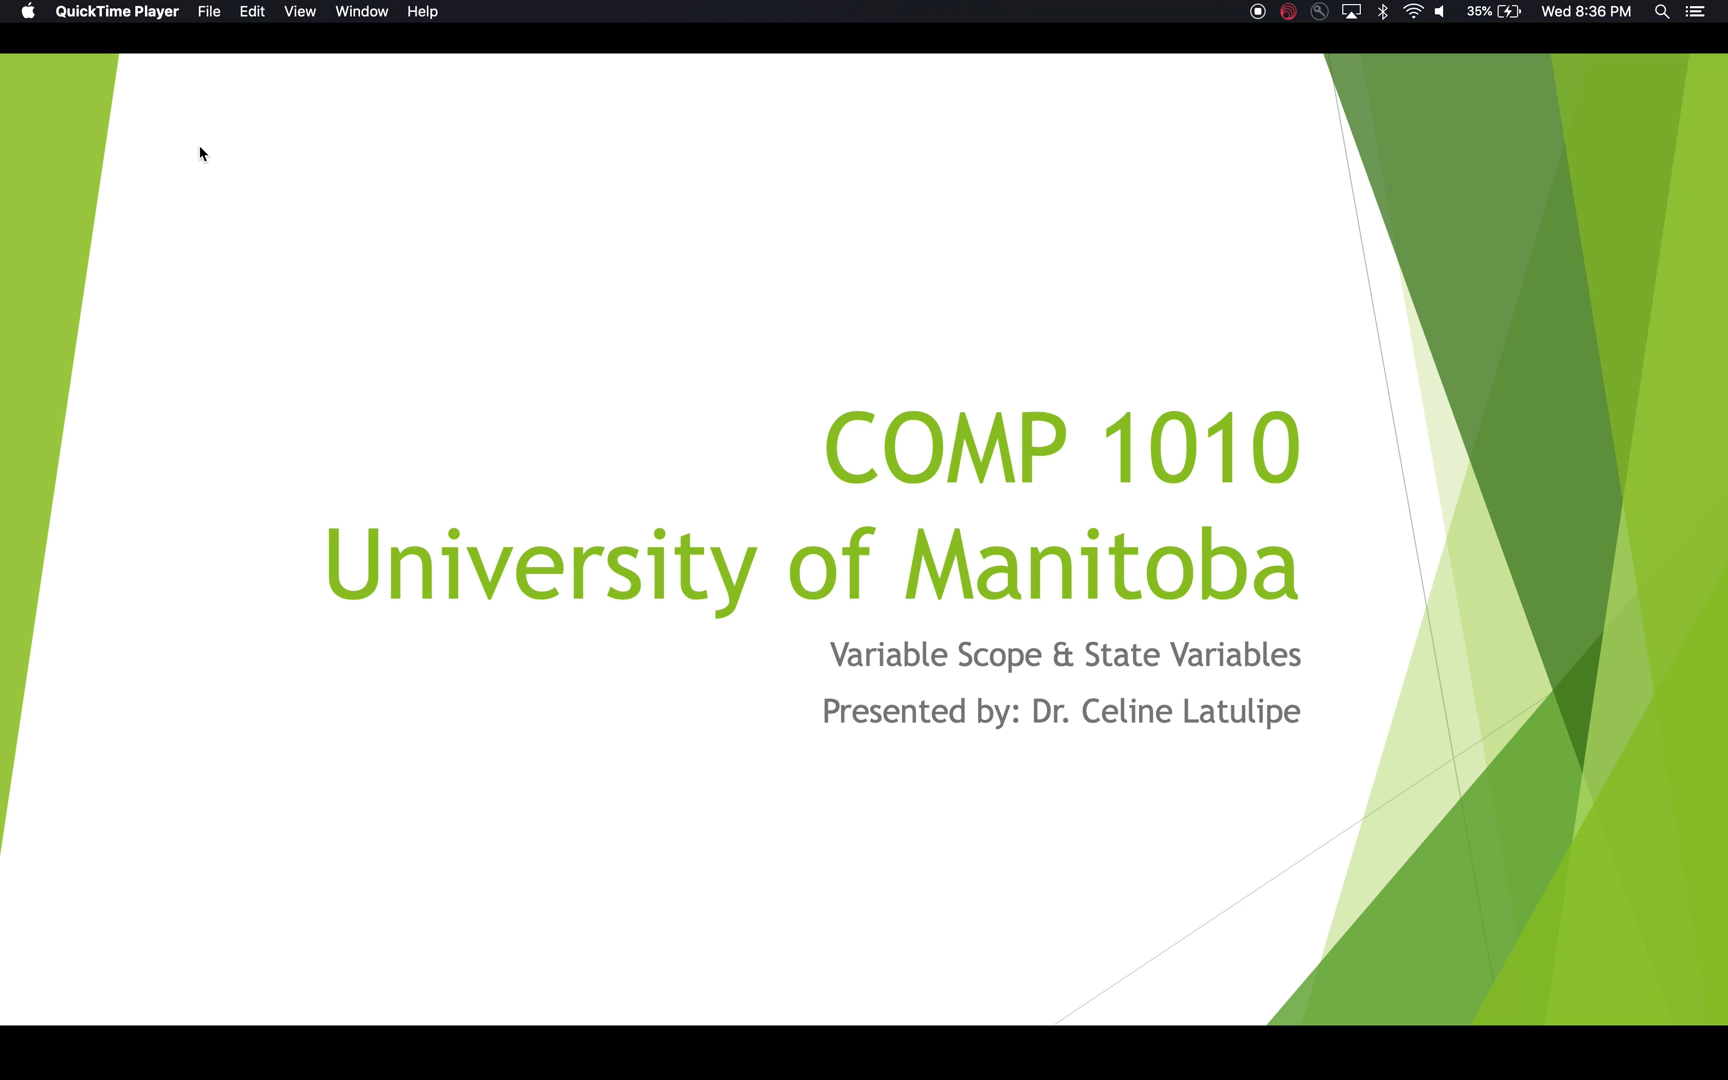 QuickTime Player File Edit View Window Help 35% Wed 8:36 PM
COMP 1010
University of Manitoba
Variable Scope & State Variables
Presented by: Dr. Celine Latulipe